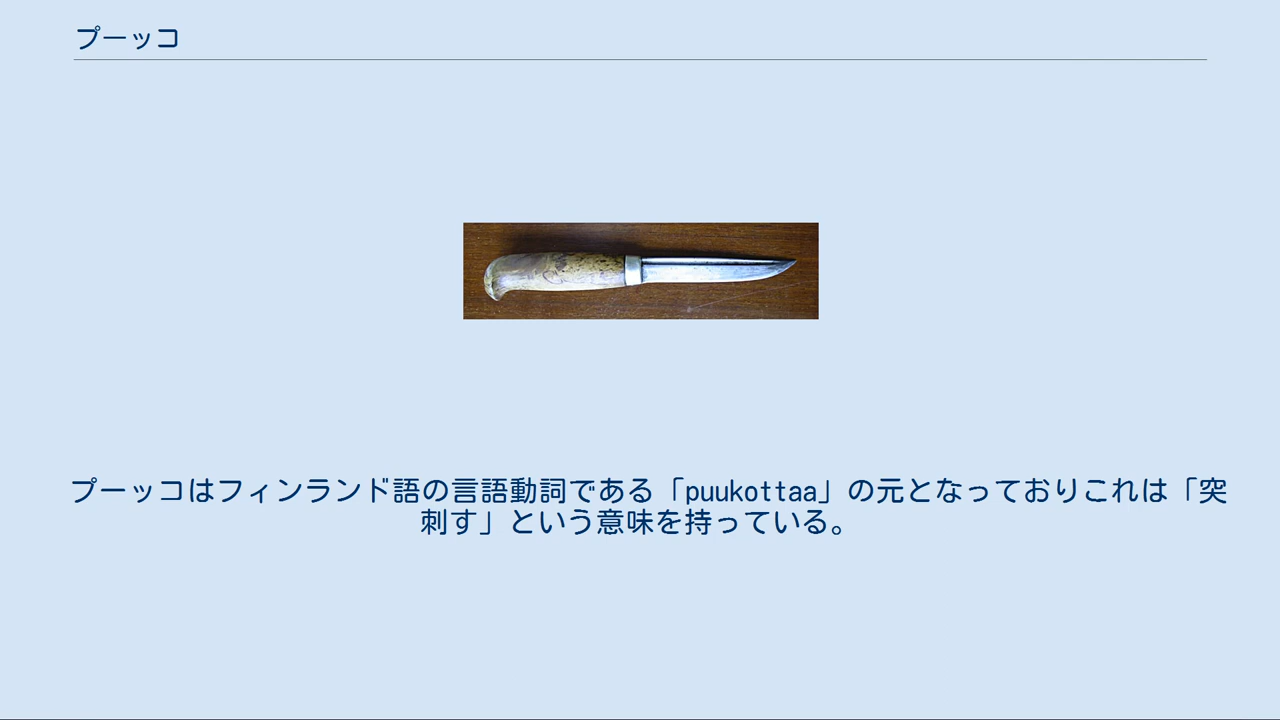 プーッコ
プーッコはフィンランド語の言語動詞である「puukottaa」の元となっておりこれは「突
刺す」という意味を持っている。